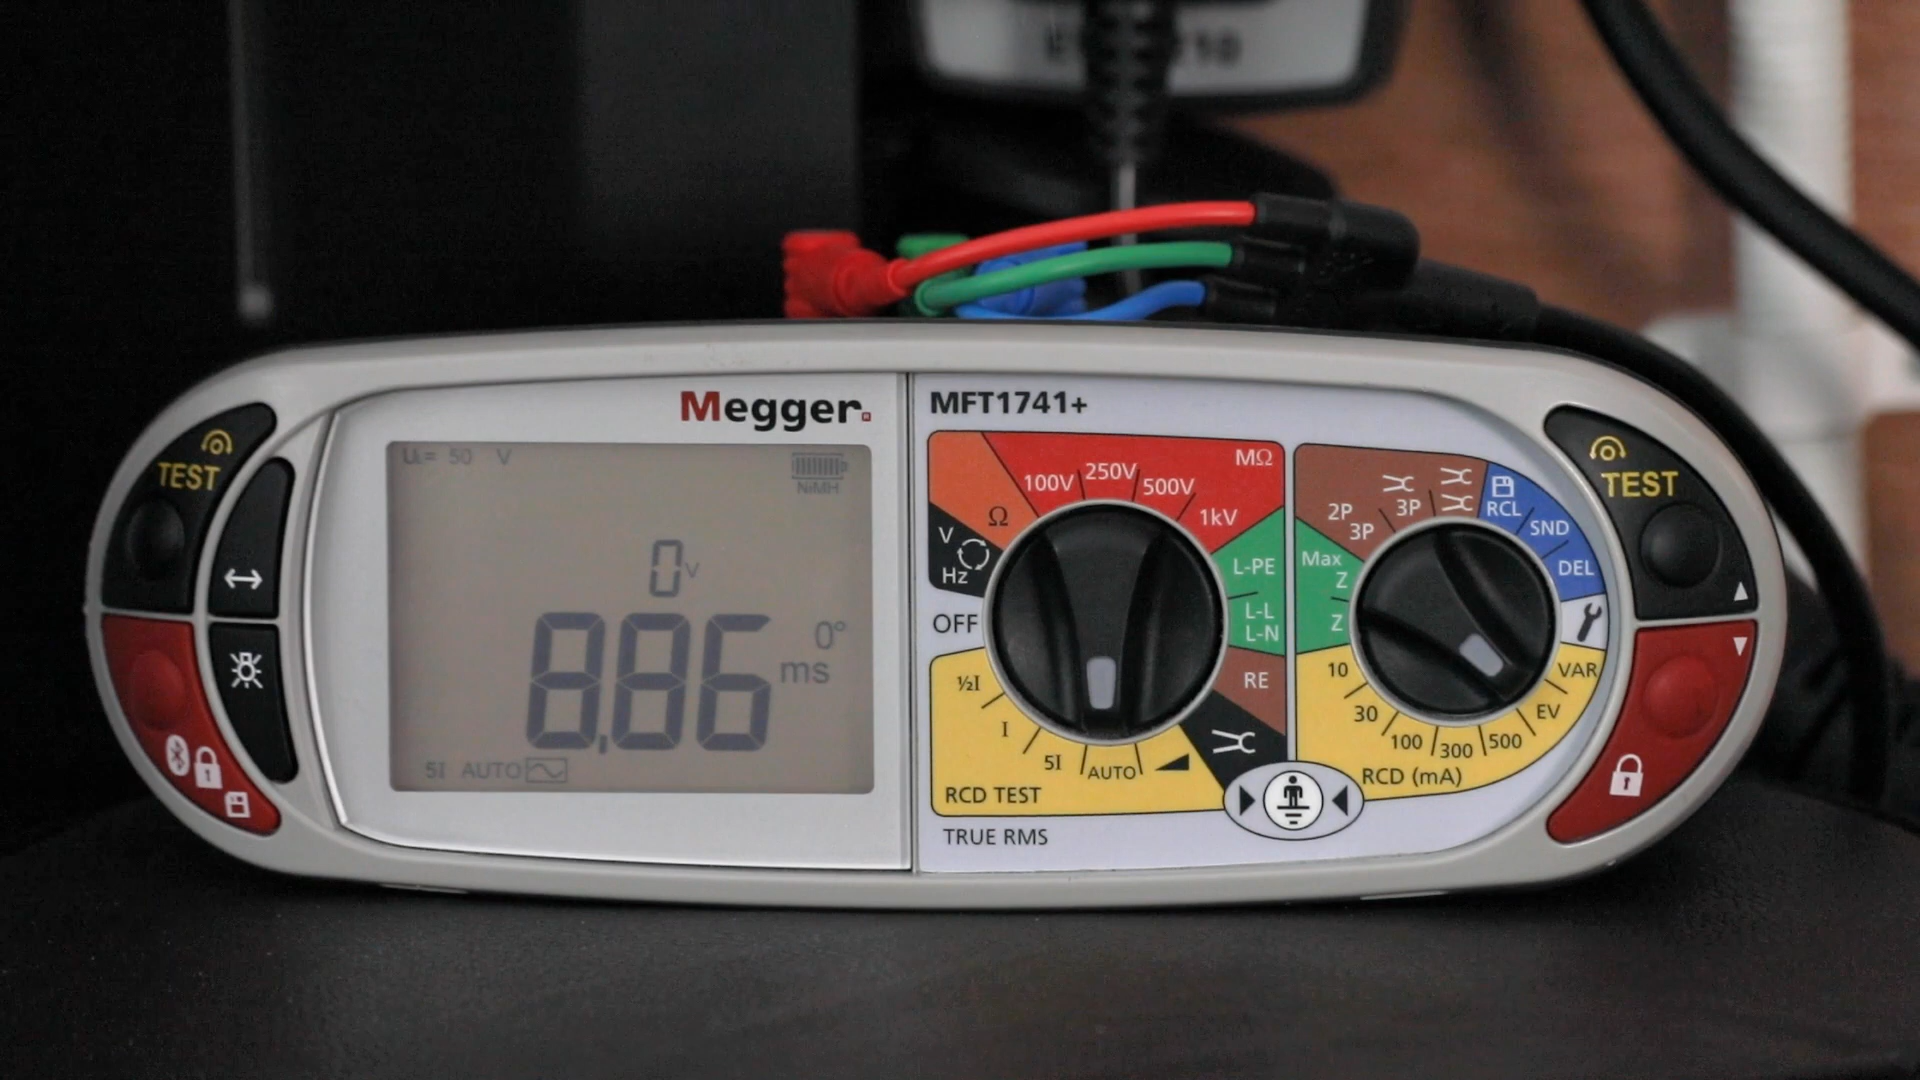 TEST
Megger.
U_L= 50 V
NiMH
0V
8.86 ms
0°
5I AUTO
MFT1741+
MΩ
100V 250V 500V 1kV
Ω
V
Hz
OFF
L-PE
L-L
L-N
RE
½I
I
5I
AUTO
RCD TEST
TRUE RMS
2P
3P
3P
RCL
SND
DEL
Max
Z
Z
10
30
100
300
500
EV
VAR
RCD (mA)
TEST